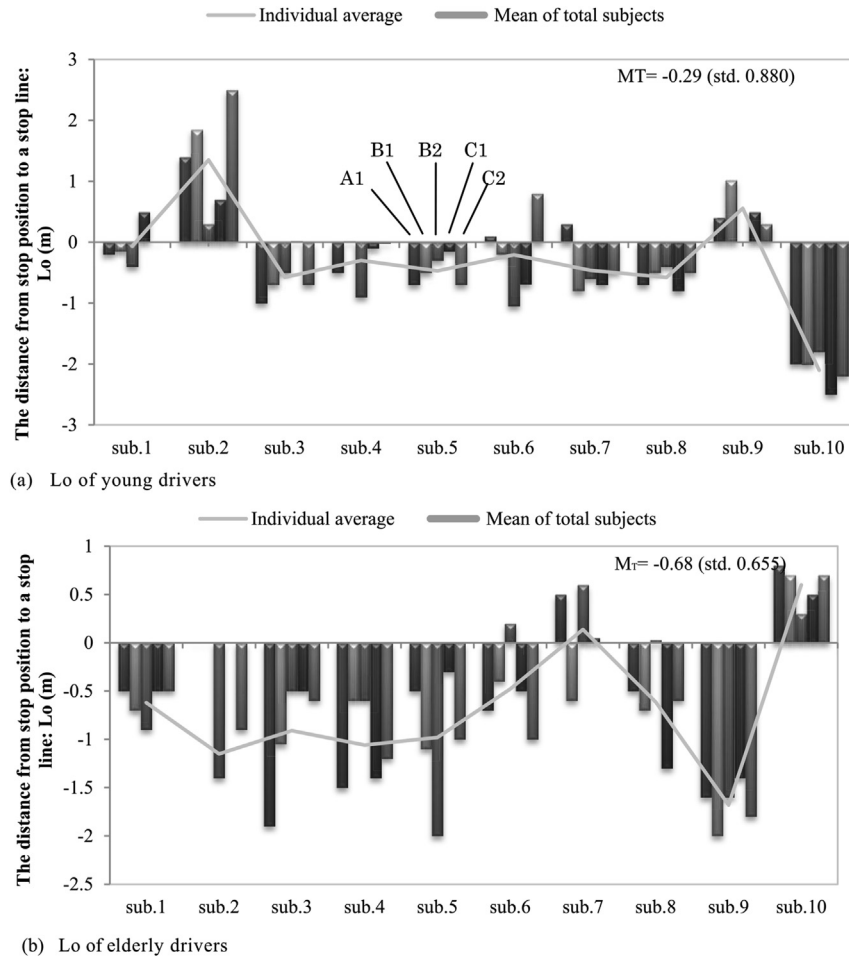 Individual average Mean of total subjects
The distance from stop position to a stop line:
Lo (m)
3
2
1
0
-1
-2
-3
MT= -0.29 (std. 0.880)
A1 B1 B2 C1 C2
sub.1 sub.2 sub.3 sub.4 sub.5 sub.6 sub.7 sub.8 sub.9 sub.10
(a) Lo of young drivers
Individual average Mean of total subjects
The distance from stop position to a stop
line: Lo (m)
1
0.5
0
-0.5
-1
-1.5
-2
-2.5
MT= -0.68 (std. 0.655)
sub.1 sub.2 sub.3 sub.4 sub.5 sub.6 sub.7 sub.8 sub.9 sub.10
(b) Lo of elderly drivers